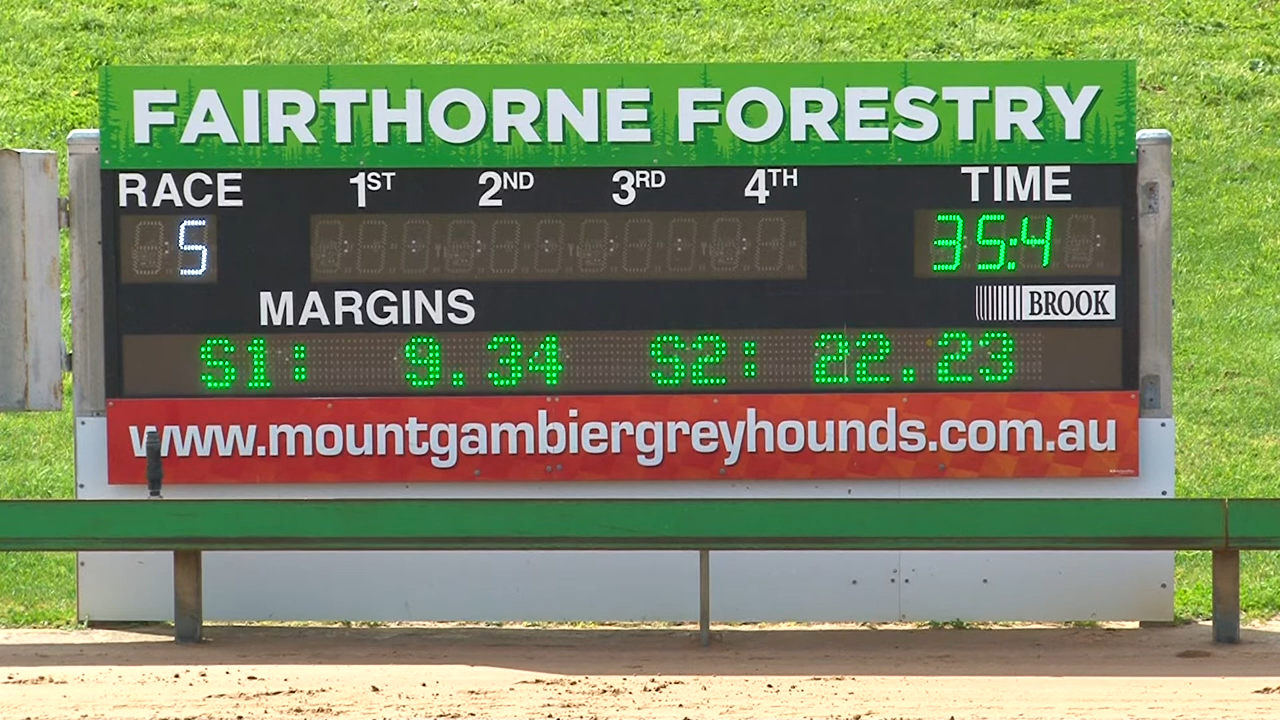 FAIRTHORNE FORESTRY
RACE 1ST 2ND 3RD 4TH TIME
5 35:4
MARGINS BROOK
S1: 9.34 S2: 22.23
www.mountgambiergreyhounds.com.au